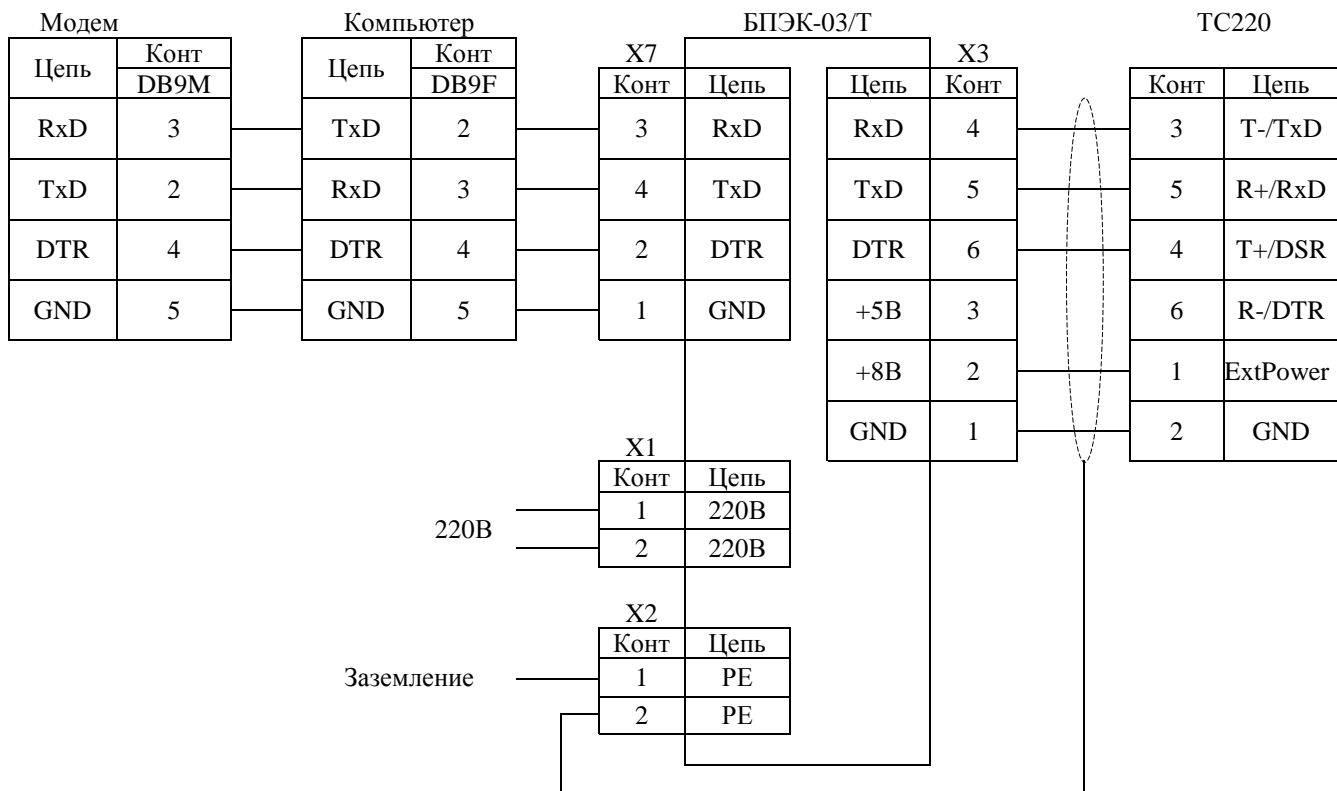 Модем Компьютер БПЭК-03/Т ТС220
X7 X3
Цепь Конт Цепь Конт Конт Цепь Цепь Конт Конт Цепь
DB9M DB9F
RxD 3 TxD 2 3 RxD RxD 4 3 T-/TxD
TxD 2 RxD 3 4 TxD TxD 5 5 R+/RxD
DTR 4 DTR 4 2 DTR DTR 6 4 T+/DSR
GND 5 GND 5 1 GND +5В 3 6 R-/DTR
+8В 2 1 ExtPower
GND 1 2 GND
X1
Конт Цепь
1 220В
220В
2 220В
X2
Конт Цепь
Заземление 1 PE
2 PE